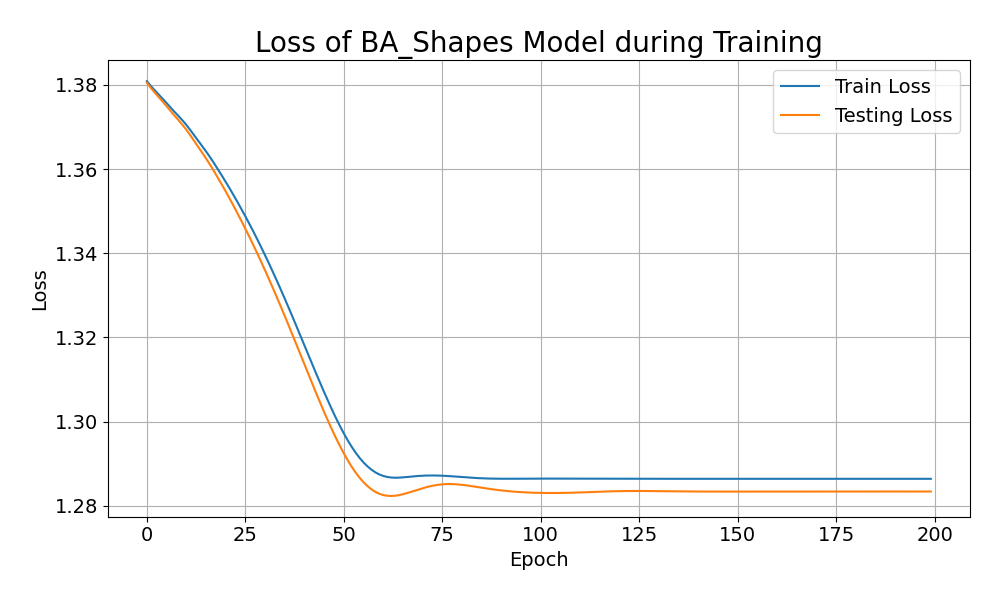 Loss of BA_Shapes Model during Training
Train Loss
Testing Loss
1.38
1.36
1.34
1.32
1.30
1.28
Loss
0 25 50 75 100 125 150 175 200
Epoch